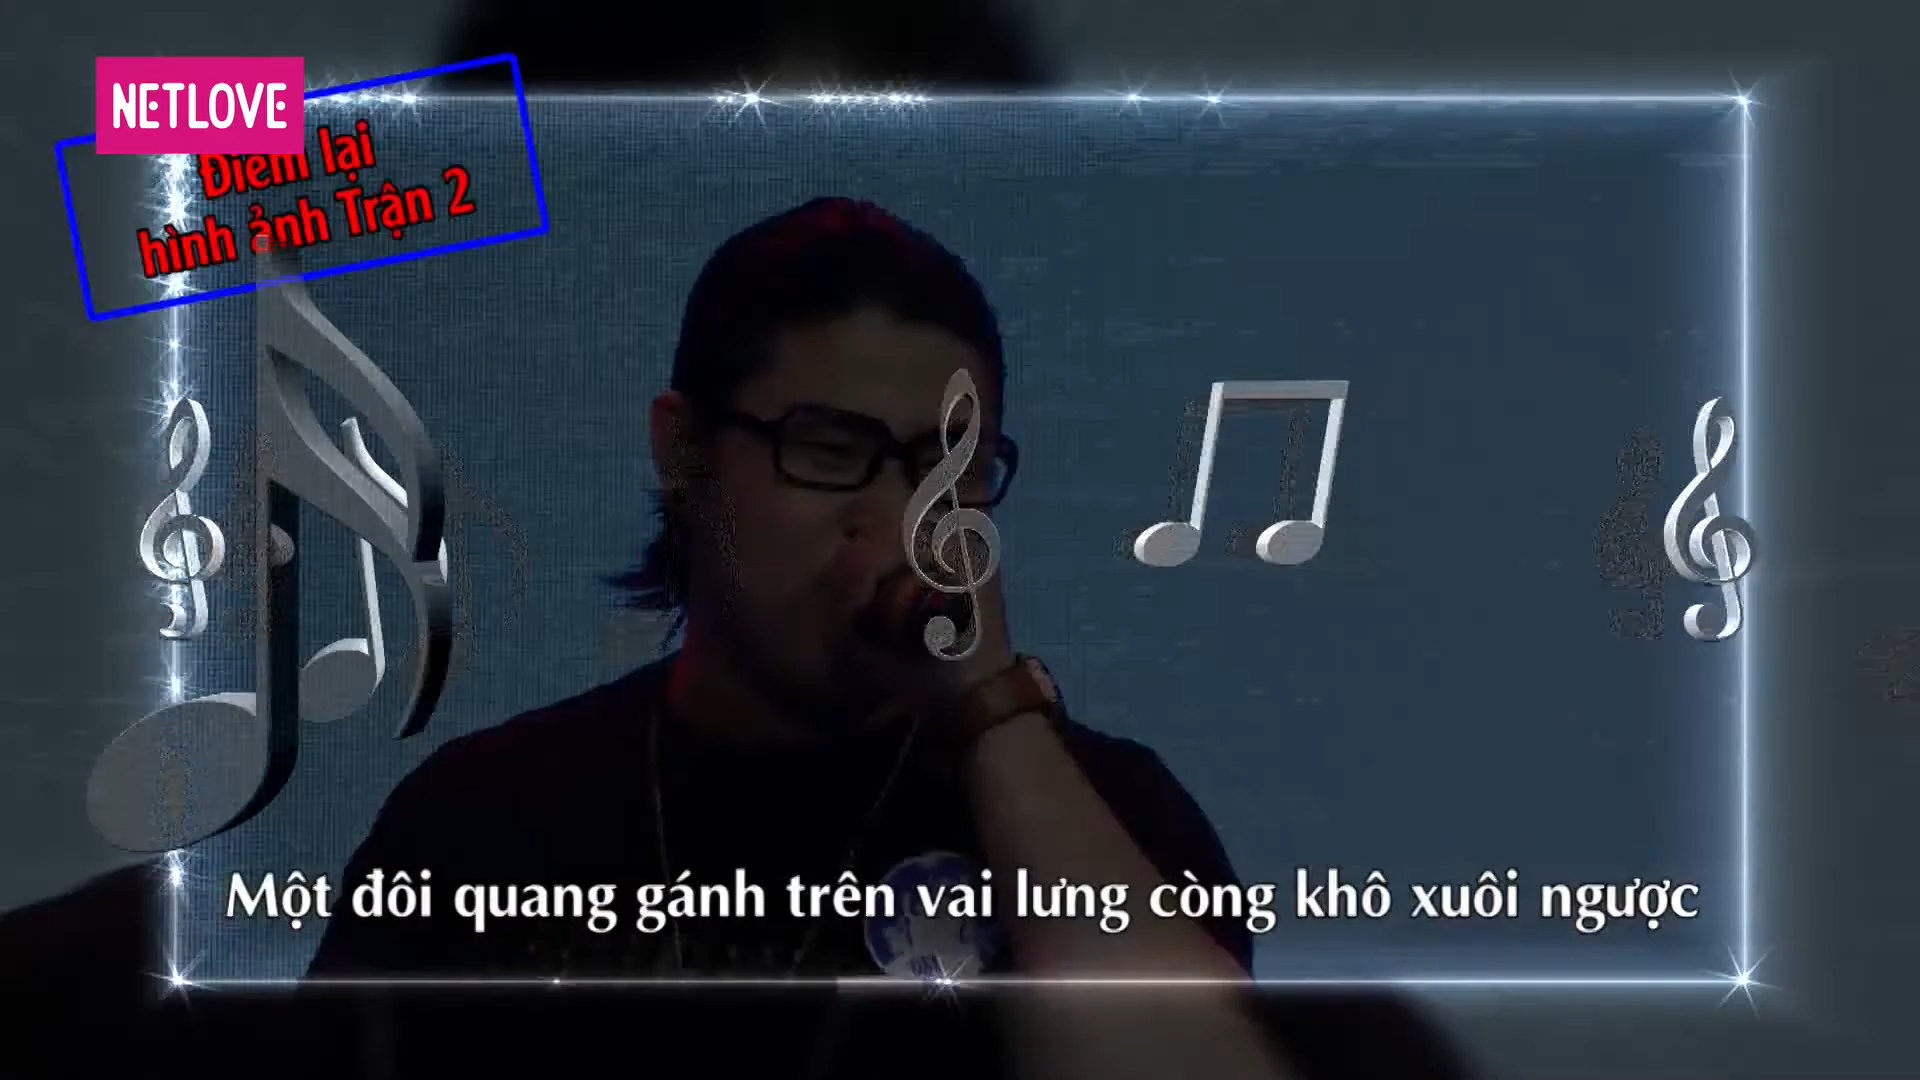 NETLOVE
Điểm lại
hình ảnh Trận 2
Một đôi quang gánh trên vai lưng còng khô xuôi ngược